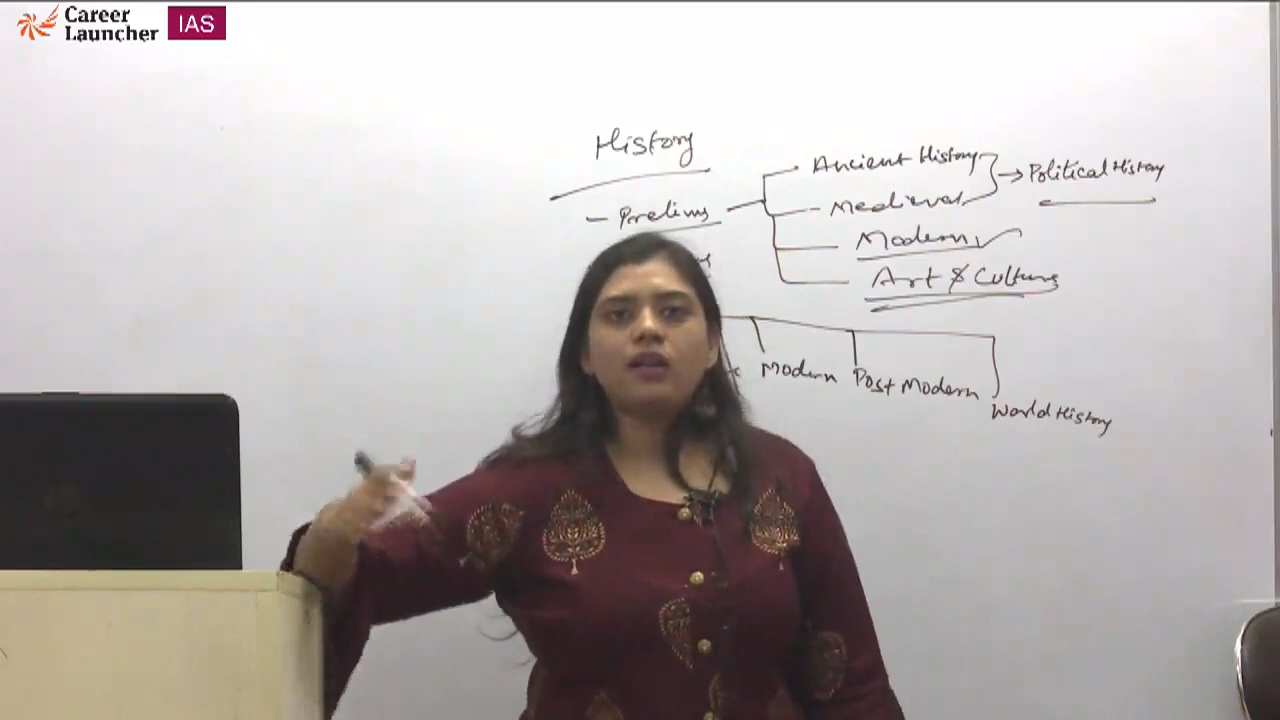 Career
Launcher IAS
History
- Prelims
Ancient History
Medieval
→ Political History
Modern ✓
Art & Culture
Modern
Post Modern
World History